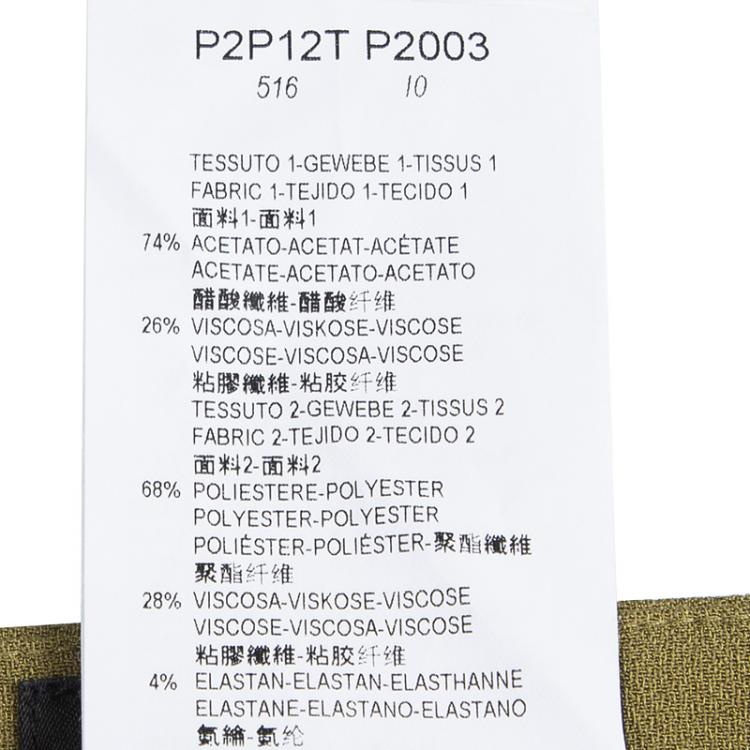 P2P12T P2003
516 10
TESSUTO 1-GEWEBE 1-TISSUS 1
FABRIC 1-TEJIDO 1-TECIDO 1
面料1-面料1
74% ACETATO-ACETAT-ACÉTATE
ACETATE-ACETATO-ACETATO
醋酸纖維-醋酸纤维
26% VISCOSA-VISKOSE-VISCOSE
VISCOSE-VISCOSA-VISCOSE
粘膠纖維-粘胶纤维
TESSUTO 2-GEWEBE 2-TISSUS 2
FABRIC 2-TEJIDO 2-TECIDO 2
面料2-面料2
68% POLIESTERE-POLYESTER
POLYESTER-POLYESTER
POLIÉSTER-POLIÉSTER-聚酯纖維
聚酯纤维
28% VISCOSA-VISKOSE-VISCOSE
VISCOSE-VISCOSA-VISCOSE
粘膠纖維-粘胶纤维
4% ELASTAN-ELASTAN-ELASTHANNE
ELASTANE-ELASTANO-ELASTANO
氨綸-氨纶